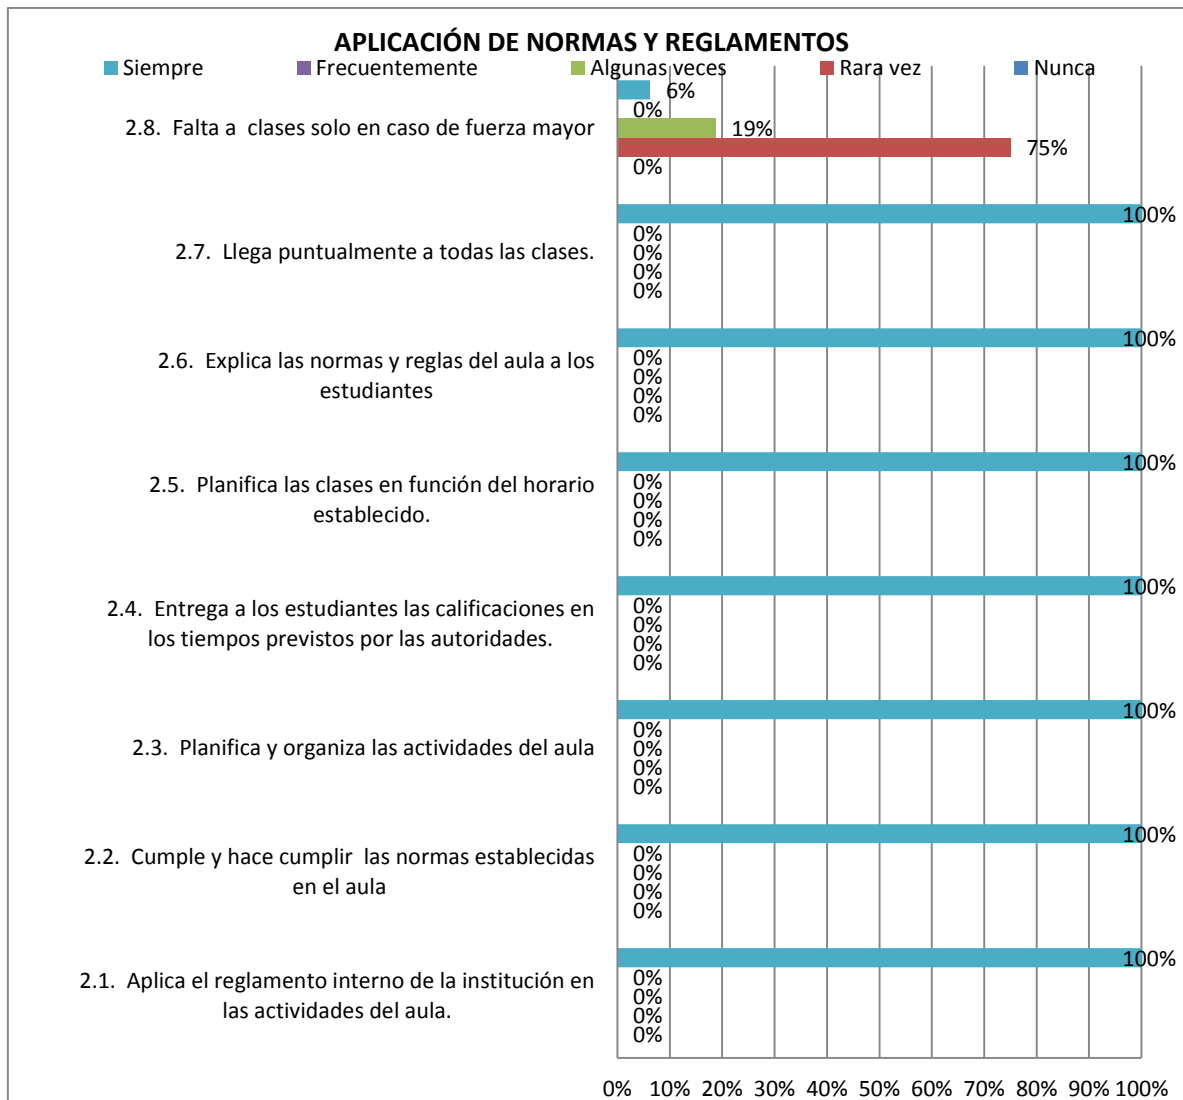 APLICACIÓN DE NORMAS Y REGLAMENTOS
Siempre Frecuentemente Algunas veces Rara vez Nunca
6%
0%
2.8. Falta a clases solo en caso de fuerza mayor
19%
75%
0%
100%
0%
2.7. Llega puntualmente a todas las clases.
0%
0%
0%
100%
0%
2.6. Explica las normas y reglas del aula a los
estudiantes
0%
0%
0%
100%
0%
2.5. Planifica las clases en función del horario
establecido.
0%
0%
0%
100%
0%
2.4. Entrega a los estudiantes las calificaciones en
los tiempos previstos por las autoridades.
0%
0%
0%
100%
0%
2.3. Planifica y organiza las actividades del aula
0%
0%
0%
100%
0%
2.2. Cumple y hace cumplir las normas establecidas
en el aula
0%
0%
0%
100%
0%
2.1. Aplica el reglamento interno de la institución en
las actividades del aula.
0%
0%
0%
0% 10% 20% 30% 40% 50% 60% 70% 80% 90% 100%